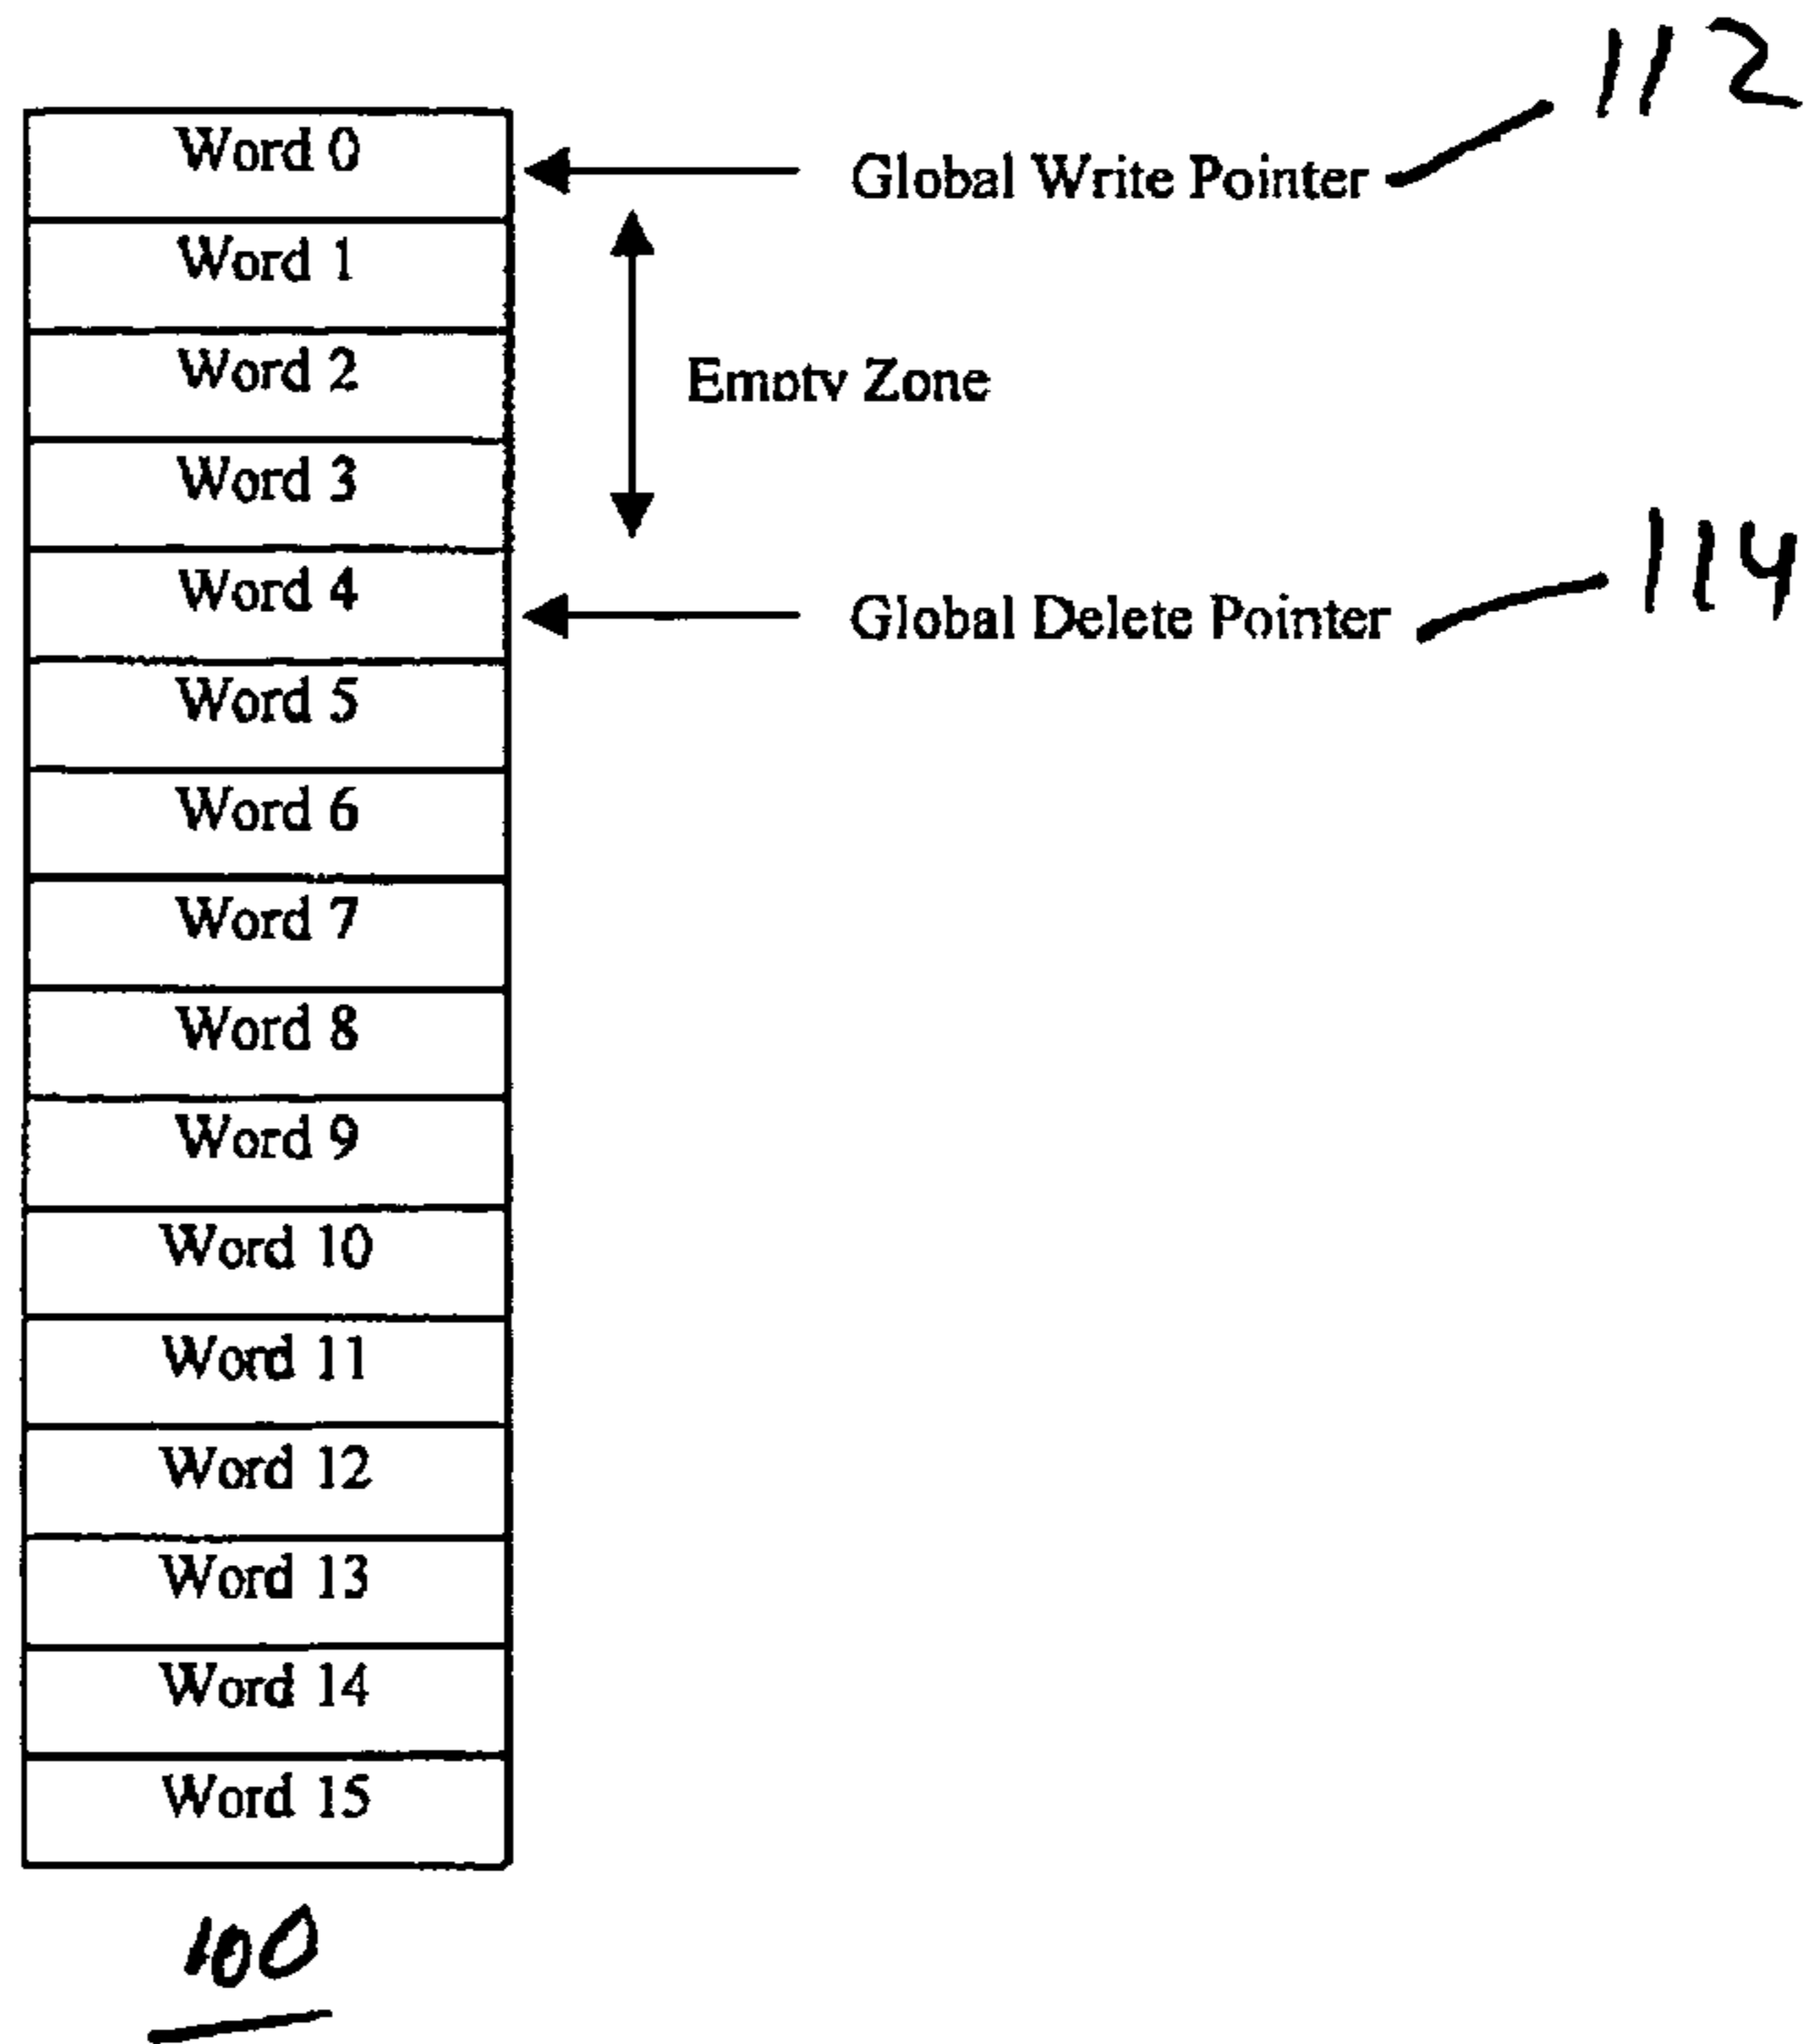 112
Word 0
Global Write Pointer
Word 1
Word 2
Emotv Zone
Word 3
114
Word 4
Global Delete Pointer
Word 5
Word 6
Word 7
Word 8
Word 9
Word 10
Word 11
Word 12
Word 13
Word 14
Word 15
100